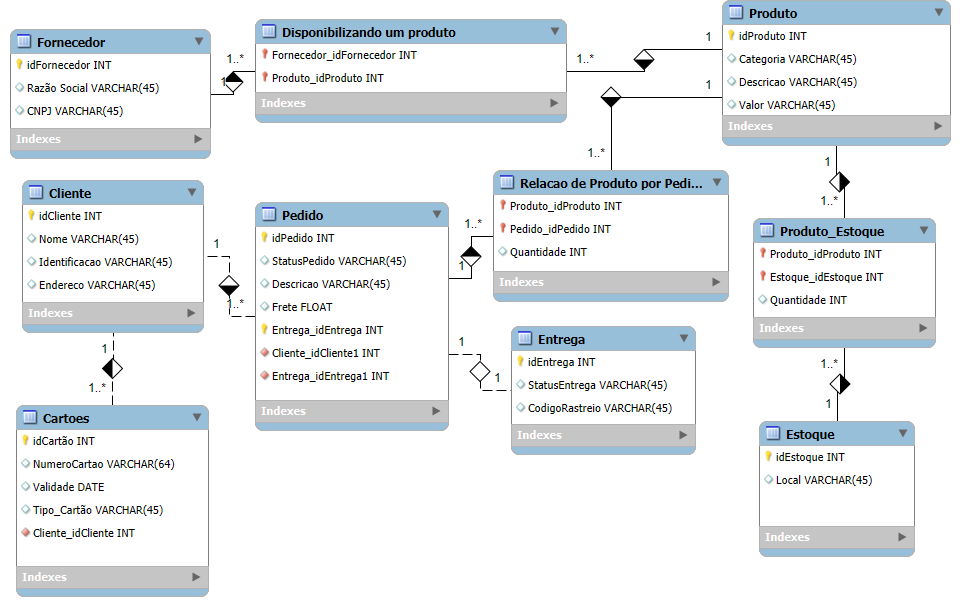 Fornecedor
idFornecedor INT
Razão Social VARCHAR(45)
CNPJ VARCHAR(45)
Indexes
1..*
1
Disponibilizando um produto
Fornecedor_idFornecedor INT
Produto_idProduto INT
Indexes
1..*
1
Produto
idProduto INT
Categoria VARCHAR(45)
Descricao VARCHAR(45)
Valor VARCHAR(45)
Indexes
1
1..*
1
1..*
Cliente
idCliente INT
Nome VARCHAR(45)
Identificacao VARCHAR(45)
Endereco VARCHAR(45)
Indexes
1
1..*
Pedido
idPedido INT
StatusPedido VARCHAR(45)
Descricao VARCHAR(45)
Frete FLOAT
Entrega_idEntrega INT
Cliente_idCliente1 INT
Entrega_idEntrega1 INT
Indexes
1..*
1
Relacao de Produto por Pedi...
Produto_idProduto INT
Pedido_idPedido INT
Quantidade INT
Indexes
Produto_Estoque
Produto_idProduto INT
Estoque_idEstoque INT
Quantidade INT
Indexes
1
1
Entrega
idEntrega INT
StatusEntrega VARCHAR(45)
CodigoRastreio VARCHAR(45)
Indexes
1
1..*
1..*
1
Cartoes
idCartão INT
NumeroCartao VARCHAR(64)
Validade DATE
Tipo_Cartão VARCHAR(45)
Cliente_idCliente INT
Indexes
Estoque
idEstoque INT
Local VARCHAR(45)
Indexes